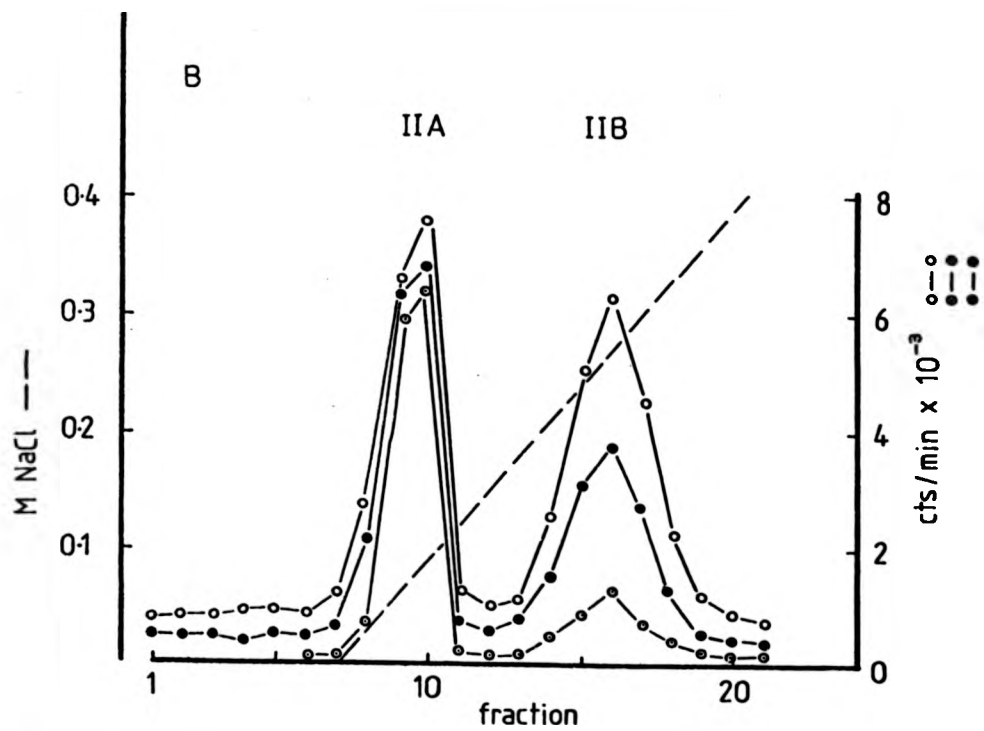 B
IIA
IIB
0·4
0·3
0·2
0·1
M NaCl
8
6
4
2
0
cts/min x 10⁻³
1
10
20
fraction